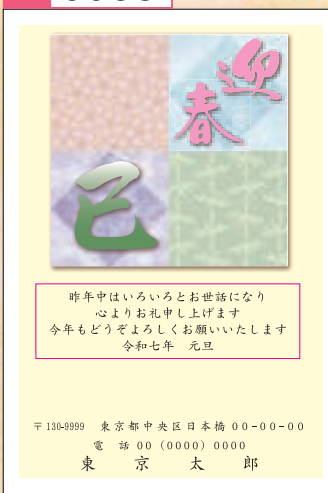 迎春
巳
昨年中はいろいろとお世話になり
心よりお礼申し上げます
今年もどうぞよろしくお願いいたします
令和七年　元旦
〒130-9999　東京都中央区日本橋 00-00-00
電　話 00（0000）0000
東　京　太　郎